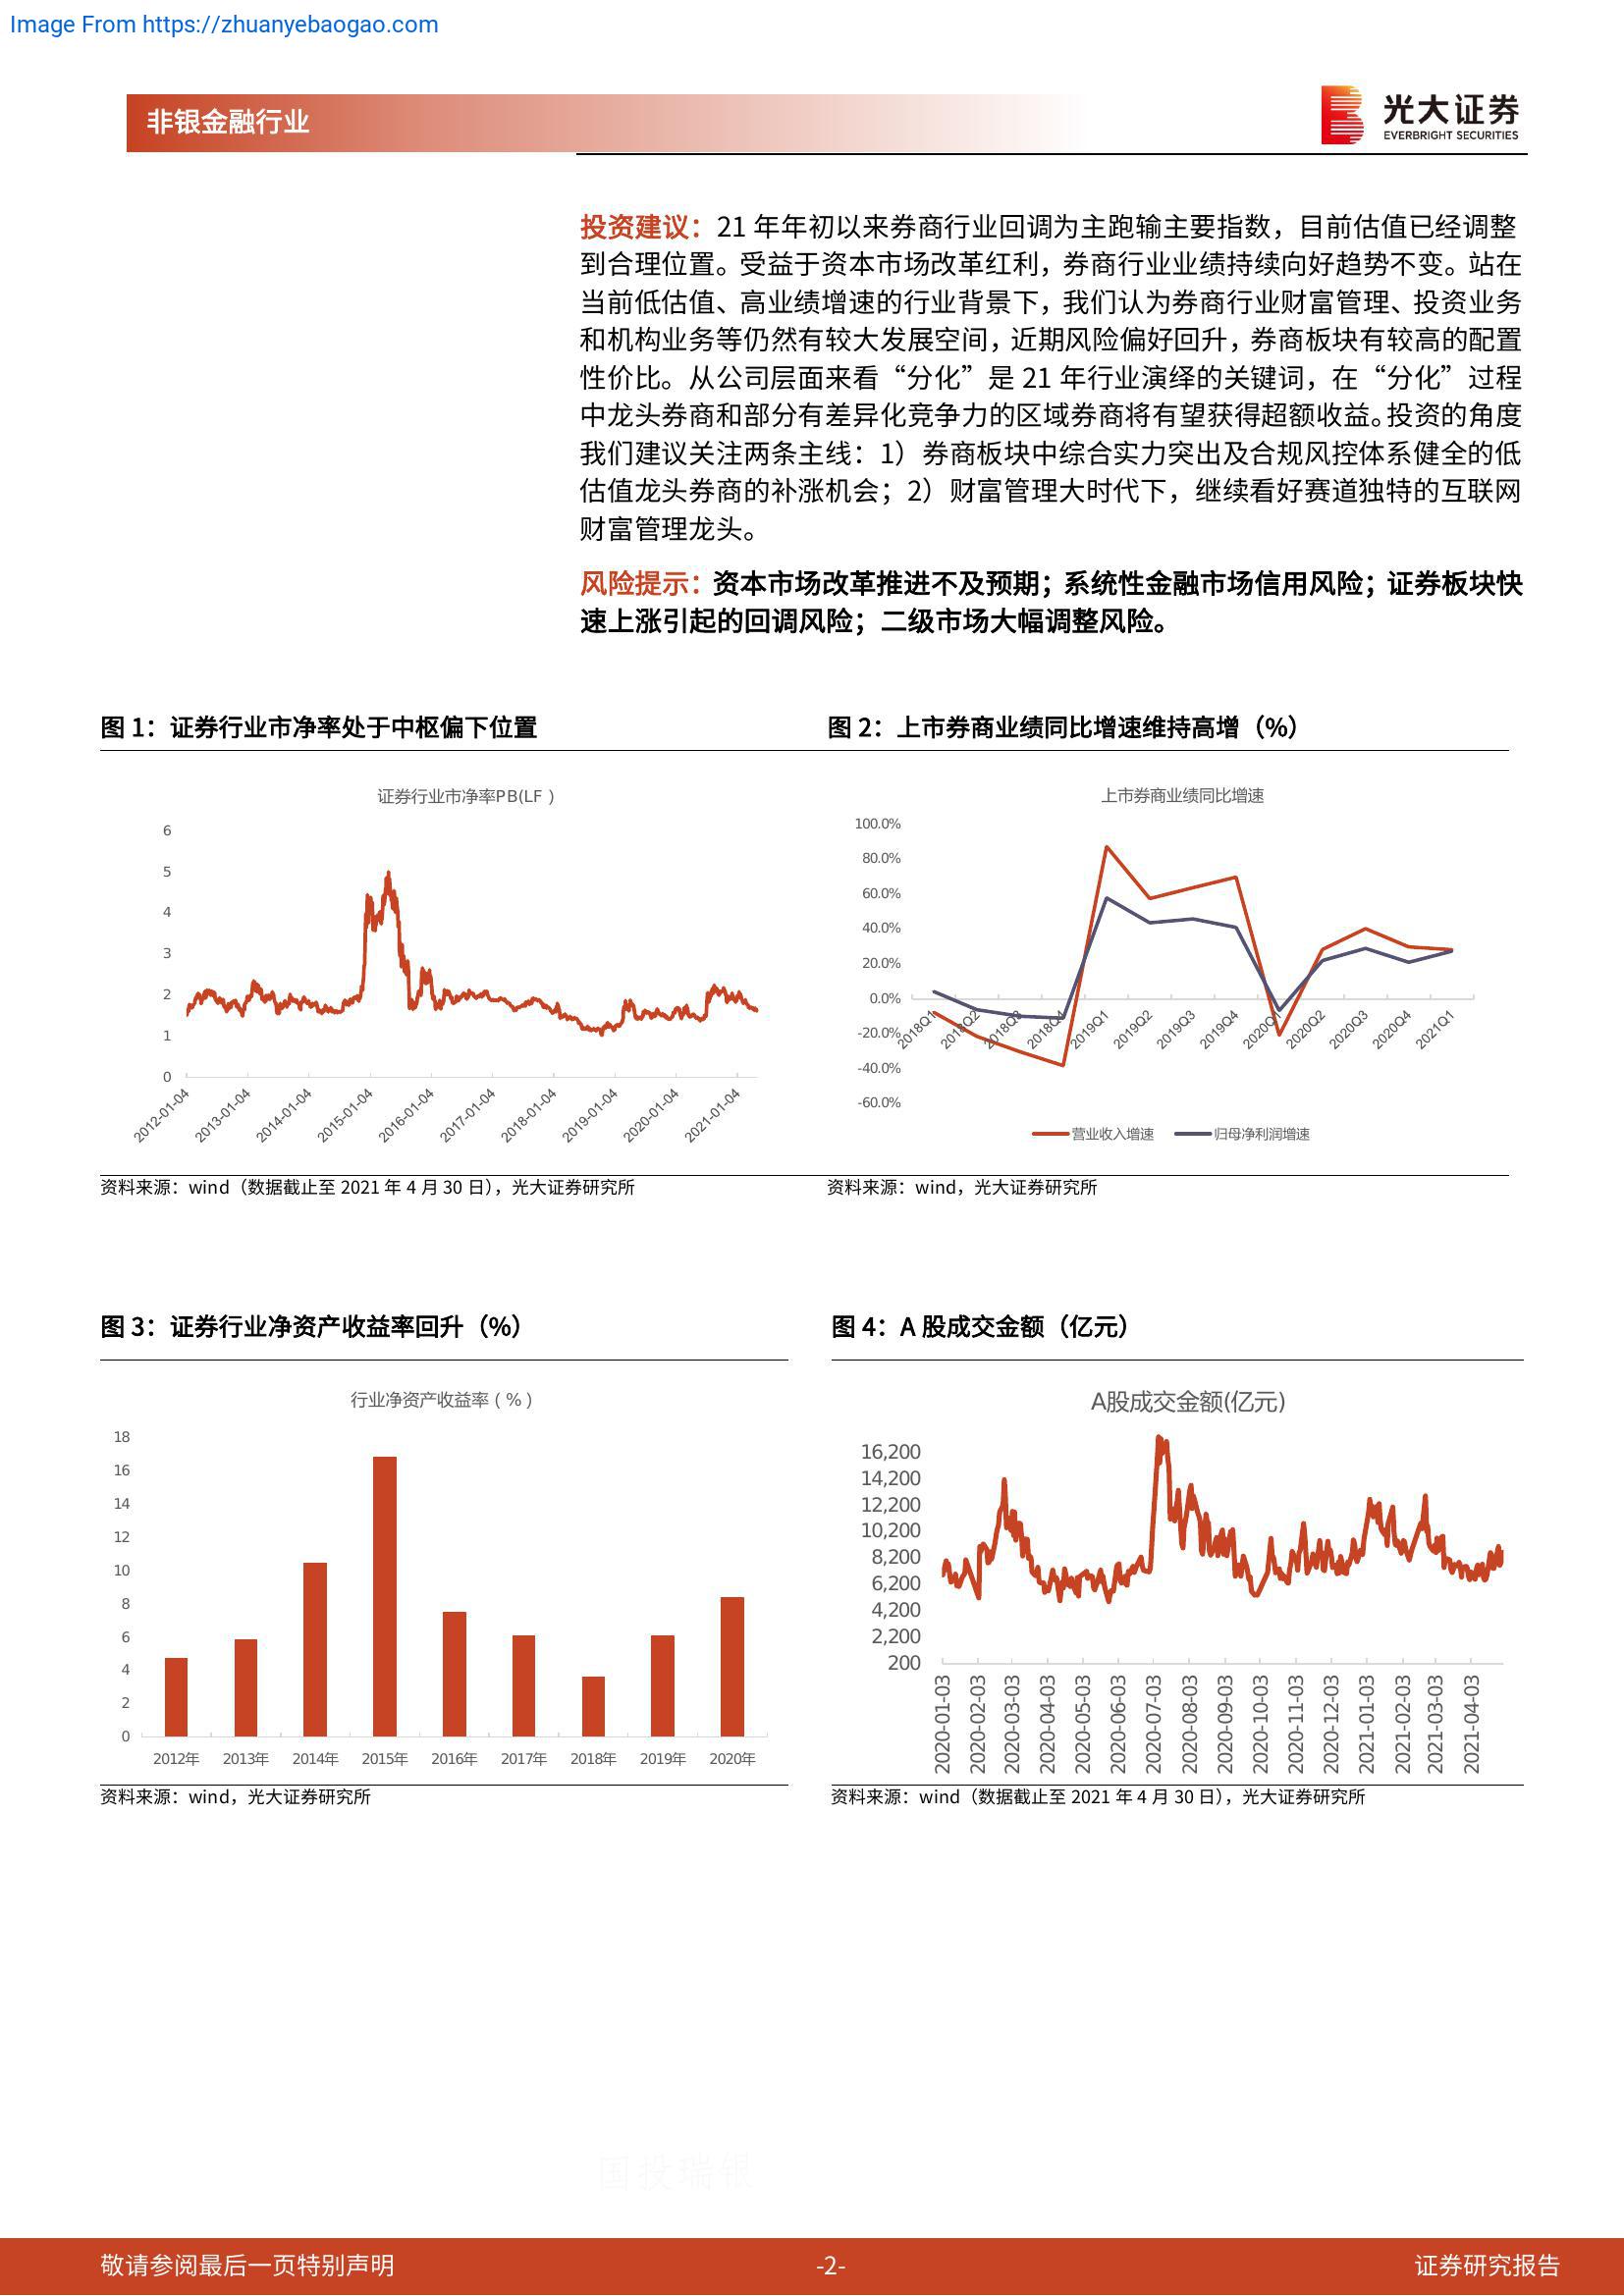 Image From https://zhuanyebaogao.com
非银金融行业
光大证券
EVERBRIGHT SECURITIES
投资建议：21 年年初以来券商行业回调为主跑输主要指数，目前估值已经调整
到合理位置。受益于资本市场改革红利，券商行业业绩持续向好趋势不变。站在
当前低估值、高业绩增速的行业背景下，我们认为券商行业财富管理、投资业务
和机构业务等仍然有较大发展空间，近期风险偏好回升，券商板块有较高的配置
性价比。从公司层面来看“分化”是 21 年行业演绎的关键词，在“分化”过程
中龙头券商和部分有差异化竞争力的区域券商将有望获得超额收益。投资的角度
我们建议关注两条主线：1）券商板块中综合实力突出及合规风控体系健全的低
估值龙头券商的补涨机会；2）财富管理大时代下，继续看好赛道独特的互联网
财富管理龙头。
风险提示：资本市场改革推进不及预期；系统性金融市场信用风险；证券板块快
速上涨引起的回调风险；二级市场大幅调整风险。
图 1：证券行业市净率处于中枢偏下位置
证券行业市净率PB(LF )
6
5
4
3
2
1
0
2012-01-04
2013-01-04
2014-01-04
2015-01-04
2016-01-04
2017-01-04
2018-01-04
2019-01-04
2020-01-04
2021-01-04
资料来源：wind（数据截止至 2021 年 4 月 30 日），光大证券研究所
图 2：上市券商业绩同比增速维持高增（%）
上市券商业绩同比增速
100.0%
80.0%
60.0%
40.0%
20.0%
0.0%
-20.0%
-40.0%
-60.0%
2018Q1
2018Q2
2018Q3
2018Q4
2019Q1
2019Q2
2019Q3
2019Q4
2020Q1
2020Q2
2020Q3
2020Q4
2021Q1
营业收入增速
归母净利润增速
资料来源：wind，光大证券研究所
图 3：证券行业净资产收益率回升（%）
行业净资产收益率（%）
18
16
14
12
10
8
6
4
2
0
2012年
2013年
2014年
2015年
2016年
2017年
2018年
2019年
2020年
资料来源：wind，光大证券研究所
图 4：A 股成交金额（亿元）
A股成交金额(亿元)
16,200
14,200
12,200
10,200
8,200
6,200
4,200
2,200
200
2020-01-03
2020-02-03
2020-03-03
2020-04-03
2020-05-03
2020-06-03
2020-07-03
2020-08-03
2020-09-03
2020-10-03
2020-11-03
2020-12-03
2021-01-03
2021-02-03
2021-03-03
2021-04-03
资料来源：wind（数据截止至 2021 年 4 月 30 日），光大证券研究所
国投瑞银
敬请参阅最后一页特别声明
-2-
证券研究报告